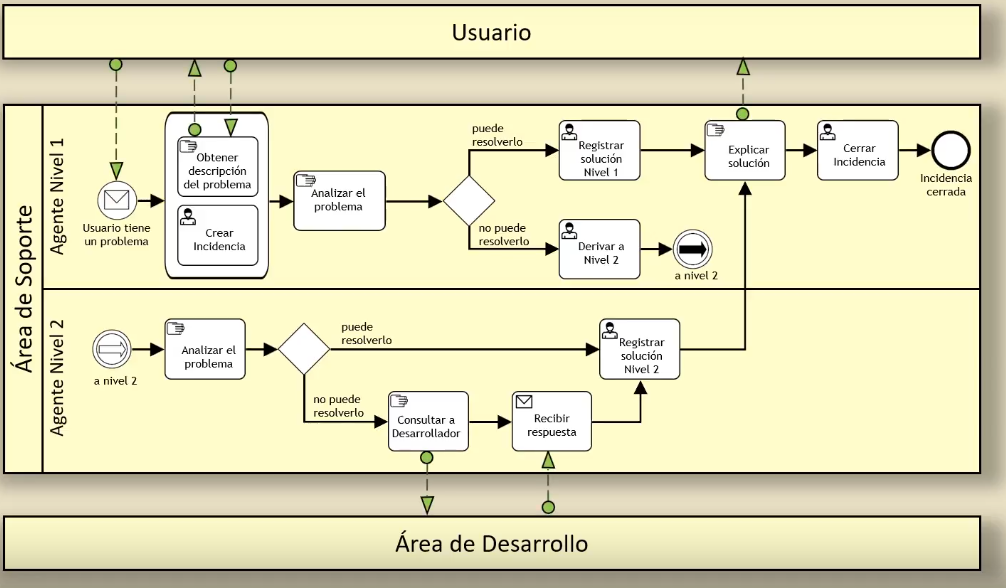 Usuario
Área de Soporte
Agente Nivel 1
Usuario tiene
un problema
Obtener
descripción
del problema
Crear
Incidencia
Analizar el
problema
puede
resolverlo
no puede
resolverlo
Registrar
solución
Nivel 1
Derivar a
Nivel 2
a nivel 2
Explicar
solución
Cerrar
Incidencia
Incidencia
cerrada
Agente Nivel 2
a nivel 2
Analizar el
problema
puede
resolverlo
no puede
resolverlo
Consultar a
Desarrollador
Recibir
respuesta
Registrar
solución
Nivel 2
Área de Desarrollo